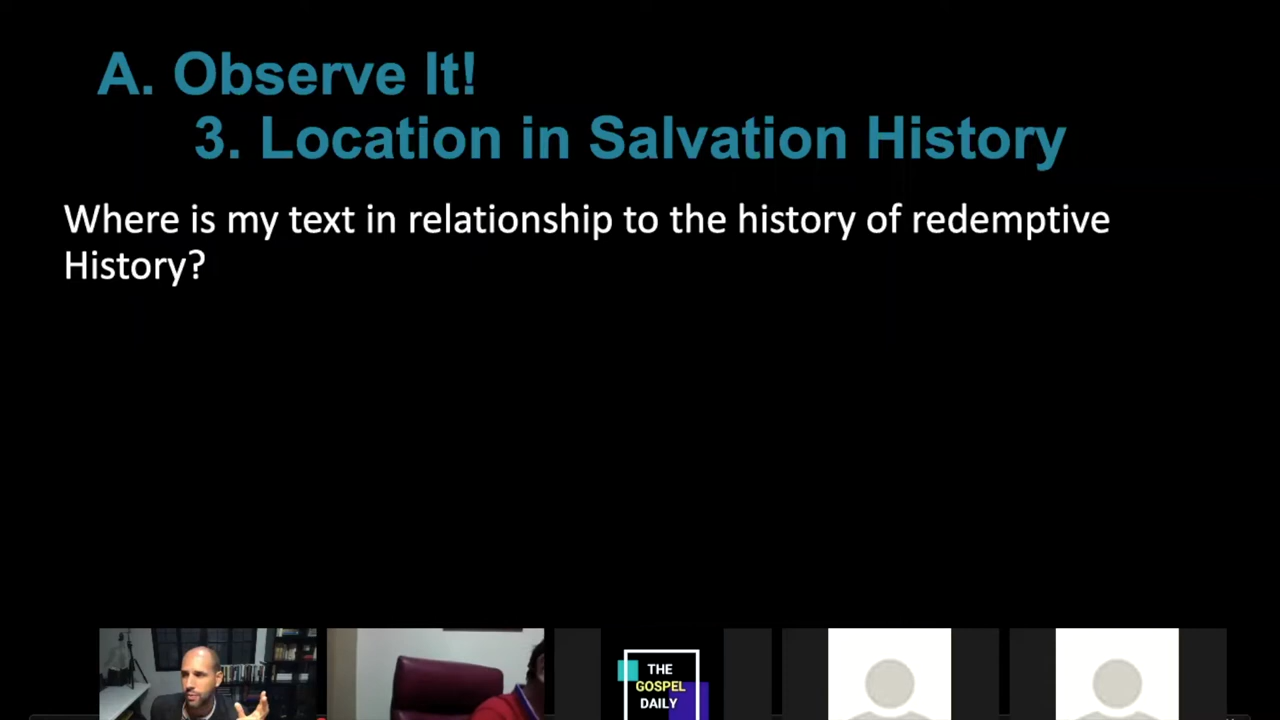 A. Observe It!
3. Location in Salvation History
Where is my text in relationship to the history of redemptive
History?
THE
GOSPEL
DAILY